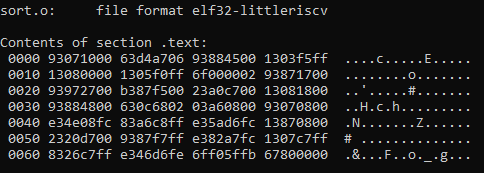 sort.o:     file format elf32-littleriscv
Contents of section .text:
 0000 93071000 63d4a706 93884500 1303f5ff  ....c.....E.....
 0010 13080000 1305f0ff 6f000002 93871700  ........o.......
 0020 93972700 b387f500 23a0c700 13081800  ..'.....#.......
 0030 93884800 630c6802 03a60800 93070800  ..H.c.h.........
 0040 e34e08fc 83a6c8ff e35ad6fc 13870800  .N.......Z......
 0050 2320d700 9387f7ff e382a7fc 1307c7ff  # ..............
 0060 8326c7ff e346d6fe 6ff05ffb 67800000  .&...F..o._.g...